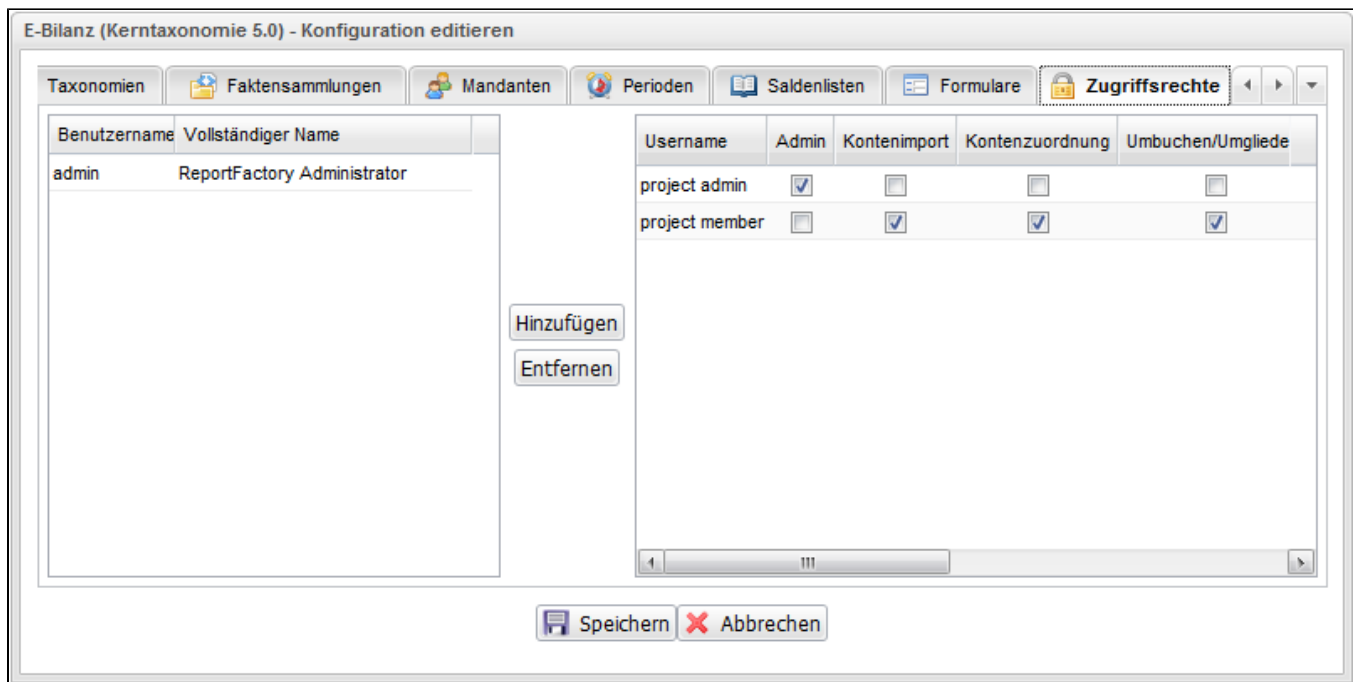 E-Bilanz (Kerntaxonomie 5.0) - Konfiguration editieren
Taxonomien Faktensammlungen Mandanten Perioden Saldenlisten Formulare Zugriffsrechte
Benutzername Vollständiger Name
admin ReportFactory Administrator
Hinzufügen
Entfernen
Username Admin Kontenimport Kontenzuordnung Umbuchen/Umgliede
project admin
project member
Speichern Abbrechen